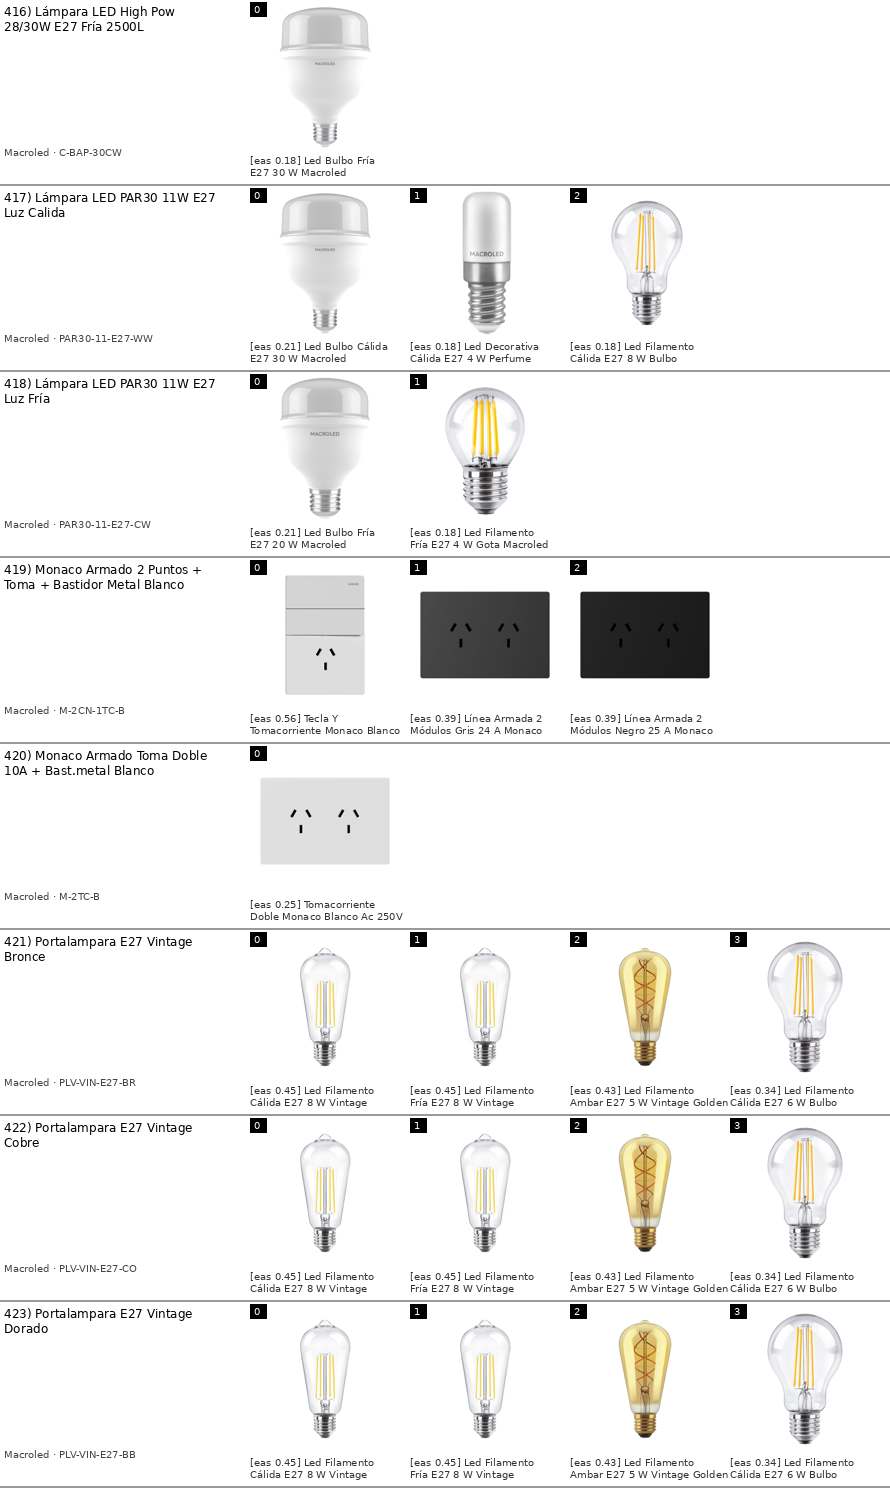 416) Lámpara LED High Pow
28/30W E27 Fría 2500L
Macroled · C-BAP-30CW
0
MACROLED
[eas 0.18] Led Bulbo Fría
E27 30 W Macroled
417) Lámpara LED PAR30 11W E27
Luz Calida
Macroled · PAR30-11-E27-WW
0
MACROLED
[eas 0.21] Led Bulbo Cálida
E27 30 W Macroled
1
MACROLED
[eas 0.18] Led Decorativa
Cálida E27 4 W Perfume
2
[eas 0.18] Led Filamento
Cálida E27 8 W Bulbo
418) Lámpara LED PAR30 11W E27
Luz Fría
Macroled · PAR30-11-E27-CW
0
MACROLED
[eas 0.21] Led Bulbo Fría
E27 20 W Macroled
1
[eas 0.18] Led Filamento
Fría E27 4 W Gota Macroled
419) Monaco Armado 2 Puntos +
Toma + Bastidor Metal Blanco
Macroled · M-2CN-1TC-B
0
[eas 0.56] Tecla Y
Tomacorriente Monaco Blanco
1
[eas 0.39] Línea Armada 2
Módulos Gris 24 A Monaco
2
[eas 0.39] Línea Armada 2
Módulos Negro 25 A Monaco
420) Monaco Armado Toma Doble
10A + Bast.metal Blanco
Macroled · M-2TC-B
0
[eas 0.25] Tomacorriente
Doble Monaco Blanco Ac 250V
421) Portalampara E27 Vintage
Bronce
Macroled · PLV-VIN-E27-BR
0
[eas 0.45] Led Filamento
Cálida E27 8 W Vintage
1
[eas 0.45] Led Filamento
Fría E27 8 W Vintage
2
[eas 0.43] Led Filamento
Ambar E27 5 W Vintage Golden
3
[eas 0.34] Led Filamento
Cálida E27 6 W Bulbo
422) Portalampara E27 Vintage
Cobre
Macroled · PLV-VIN-E27-CO
0
[eas 0.45] Led Filamento
Cálida E27 8 W Vintage
1
[eas 0.45] Led Filamento
Fría E27 8 W Vintage
2
[eas 0.43] Led Filamento
Ambar E27 5 W Vintage Golden
3
[eas 0.34] Led Filamento
Cálida E27 6 W Bulbo
423) Portalampara E27 Vintage
Dorado
Macroled · PLV-VIN-E27-BB
0
[eas 0.45] Led Filamento
Cálida E27 8 W Vintage
1
[eas 0.45] Led Filamento
Fría E27 8 W Vintage
2
[eas 0.43] Led Filamento
Ambar E27 5 W Vintage Golden
3
[eas 0.34] Led Filamento
Cálida E27 6 W Bulbo